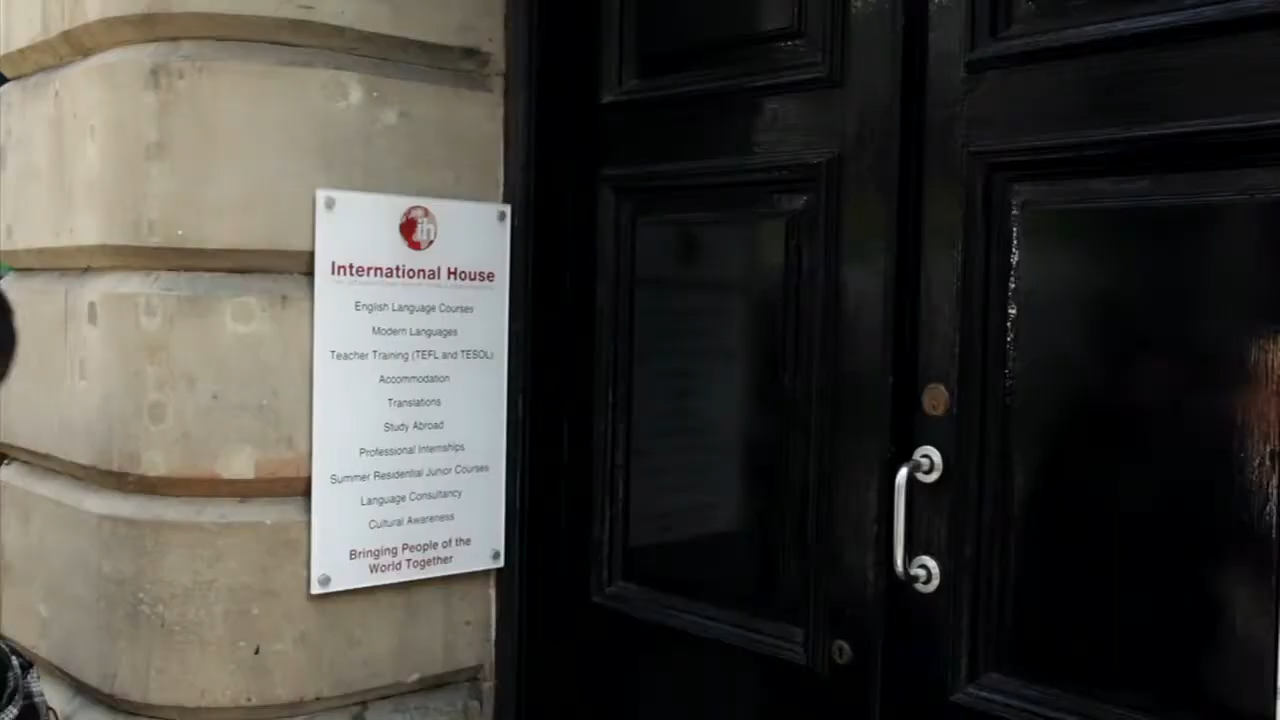 ih
International House
English Language Courses
Modern Languages
Teacher Training (TEFL and TESOL)
Accommodation
Translations
Study Abroad
Professional Internships
Summer Residential Junior Courses
Language Consultancy
Cultural Awareness
Bringing People of the
World Together